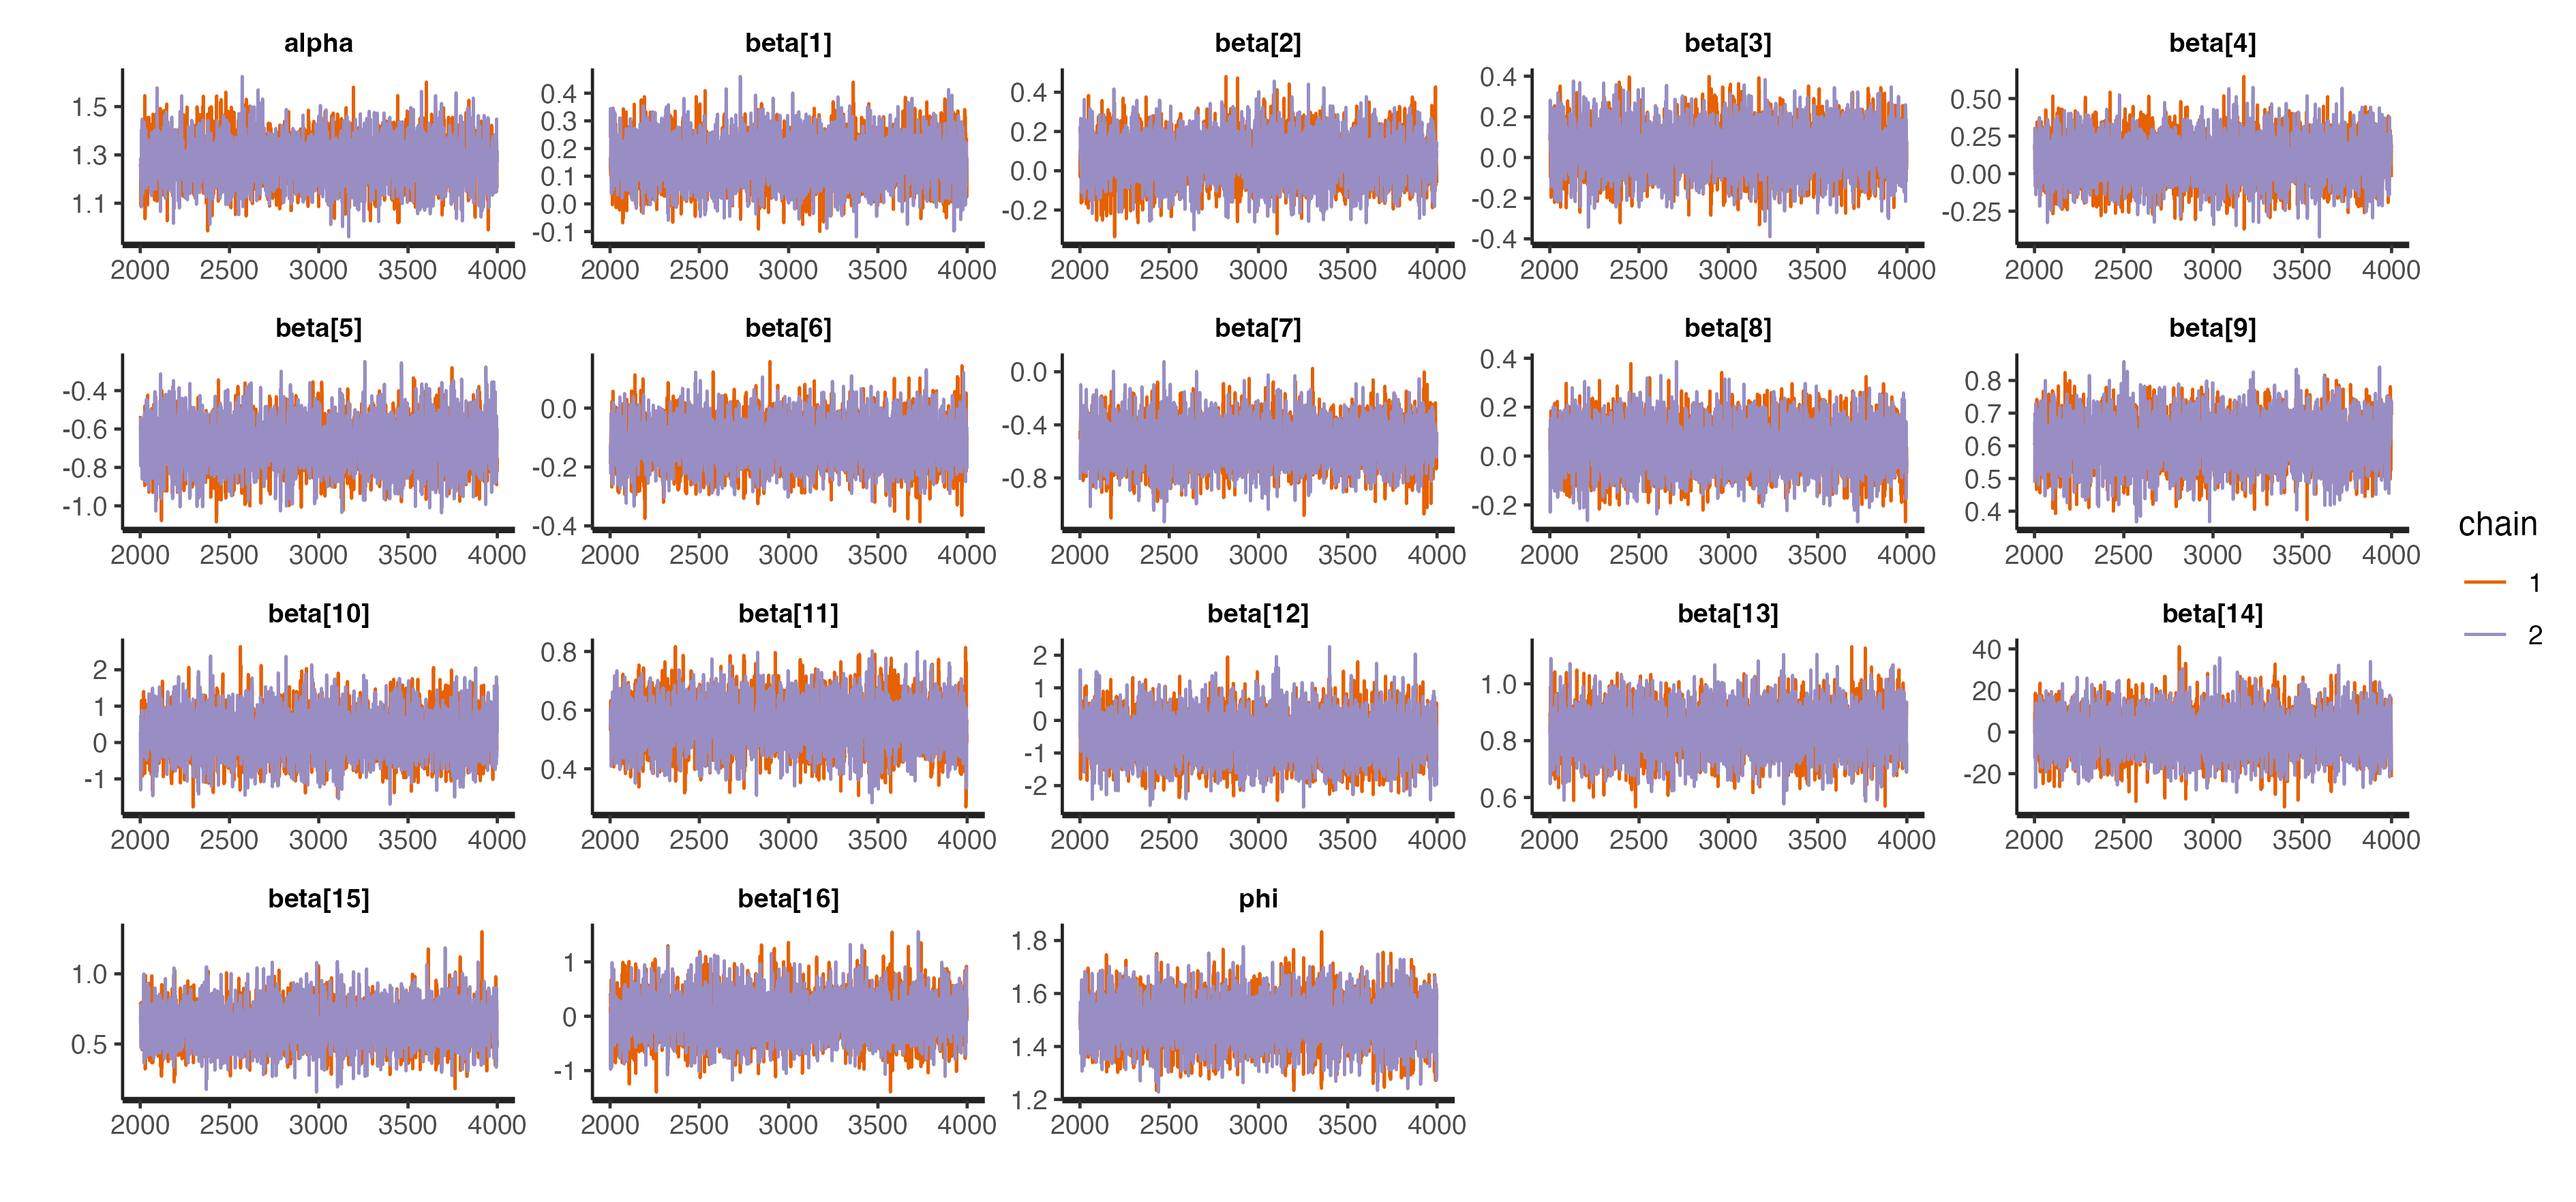 alpha beta[1] beta[2] beta[3] beta[4]
1.5 1.3 1.1
0.4 0.3 0.2 0.1 0.0 -0.1
0.4 0.2 0.0 -0.2
0.4 0.2 0.0 -0.2 -0.4
0.50 0.25 0.00 -0.25
2000 2500 3000 3500 4000 2000 2500 3000 3500 4000 2000 2500 3000 3500 4000 2000 2500 3000 3500 4000 2000 2500 3000 3500 4000
beta[5] beta[6] beta[7] beta[8] beta[9]
-0.4 -0.6 -0.8 -1.0
0.0 -0.2 -0.4
0.0 -0.4 -0.8
0.4 0.2 0.0 -0.2
0.8 0.7 0.6 0.5 0.4
2000 2500 3000 3500 4000 2000 2500 3000 3500 4000 2000 2500 3000 3500 4000 2000 2500 3000 3500 4000 2000 2500 3000 3500 4000
beta[10] beta[11] beta[12] beta[13] beta[14]
2 1 0 -1
0.8 0.6 0.4
2 1 0 -1 -2
1.0 0.8 0.6
40 20 0 -20
2000 2500 3000 3500 4000 2000 2500 3000 3500 4000 2000 2500 3000 3500 4000 2000 2500 3000 3500 4000 2000 2500 3000 3500 4000
beta[15] beta[16] phi
1.0 0.5
1 0 -1
1.8 1.6 1.4 1.2
2000 2500 3000 3500 4000 2000 2500 3000 3500 4000 2000 2500 3000 3500 4000
chain
1
2